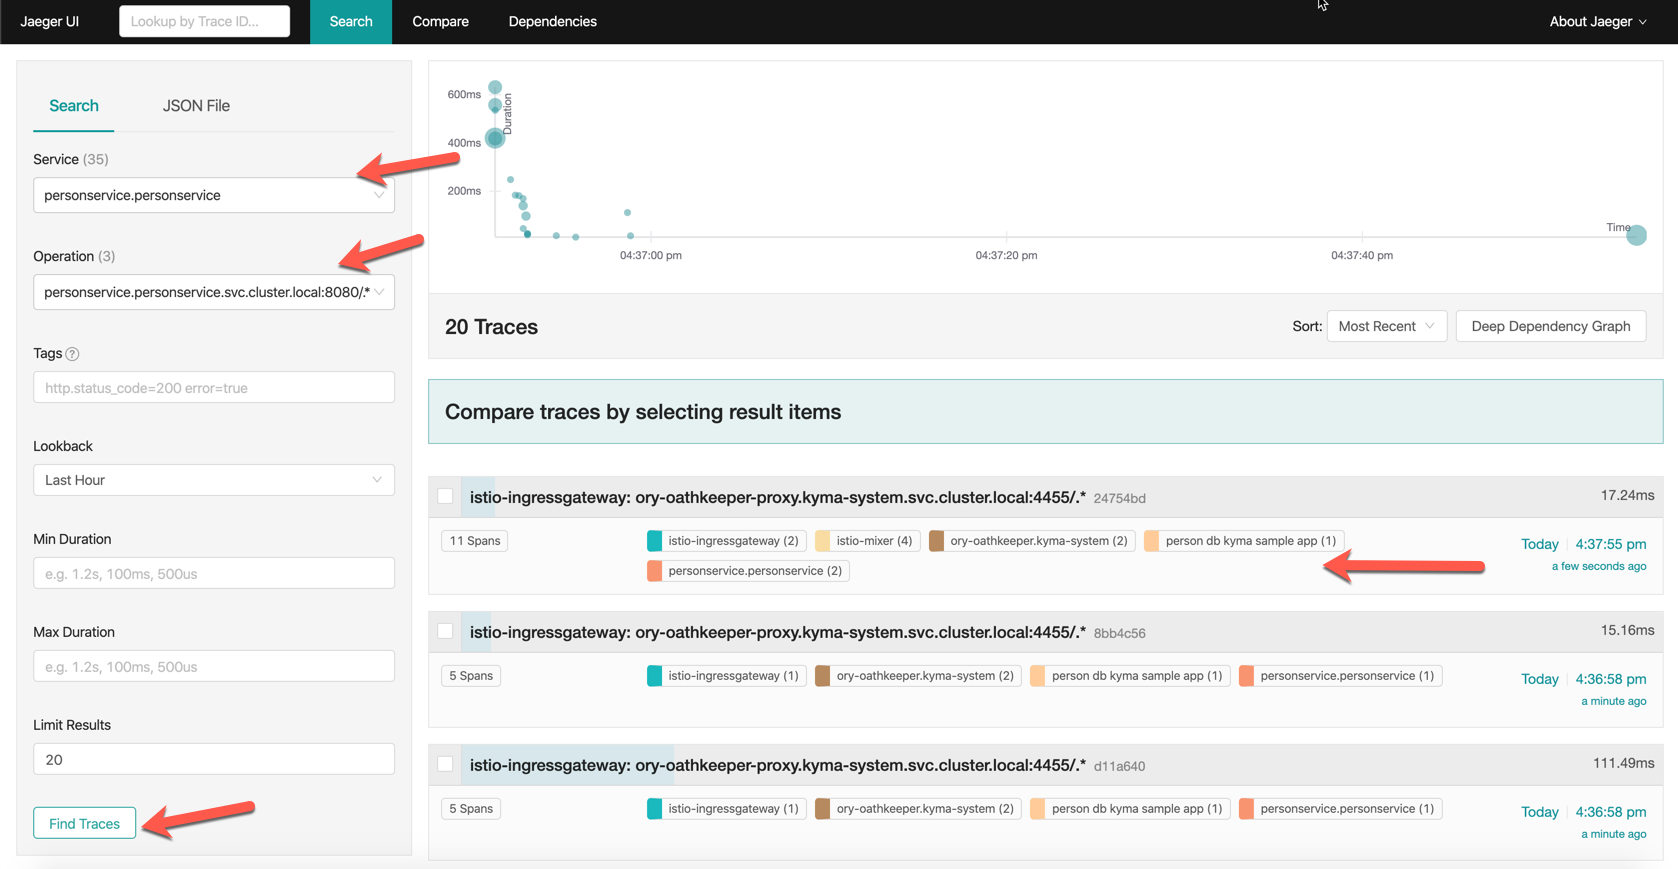 Jaeger UI
Lookup by Trace ID...
Search
Compare
Dependencies
About Jaeger
Search
JSON File
Service (35)
personservice.personservice
Operation (3)
personservice.personservice.svc.cluster.local:8080/.*
Tags ?
http.status_code=200 error=true
Lookback
Last Hour
Min Duration
e.g. 1.2s, 100ms, 500us
Max Duration
e.g. 1.2s, 100ms, 500us
Limit Results
20
Find Traces
600ms
400ms
200ms
Duration
Time
04:37:00 pm
04:37:20 pm
04:37:40 pm
20 Traces
Sort: Most Recent
Deep Dependency Graph
Compare traces by selecting result items
istio-ingressgateway: ory-oathkeeper-proxy.kyma-system.svc.cluster.local:4455/.* 24754bd
17.24ms
11 Spans
istio-ingressgateway (2)
istio-mixer (4)
ory-oathkeeper.kyma-system (2)
person db kyma sample app (1)
personservice.personservice (2)
Today 4:37:55 pm
a few seconds ago
istio-ingressgateway: ory-oathkeeper-proxy.kyma-system.svc.cluster.local:4455/.* 8bb4c56
15.16ms
5 Spans
istio-ingressgateway (1)
ory-oathkeeper.kyma-system (2)
person db kyma sample app (1)
personservice.personservice (1)
Today 4:36:58 pm
a minute ago
istio-ingressgateway: ory-oathkeeper-proxy.kyma-system.svc.cluster.local:4455/.* d11a640
111.49ms
5 Spans
istio-ingressgateway (1)
ory-oathkeeper.kyma-system (2)
person db kyma sample app (1)
personservice.personservice (1)
Today 4:36:58 pm
a minute ago